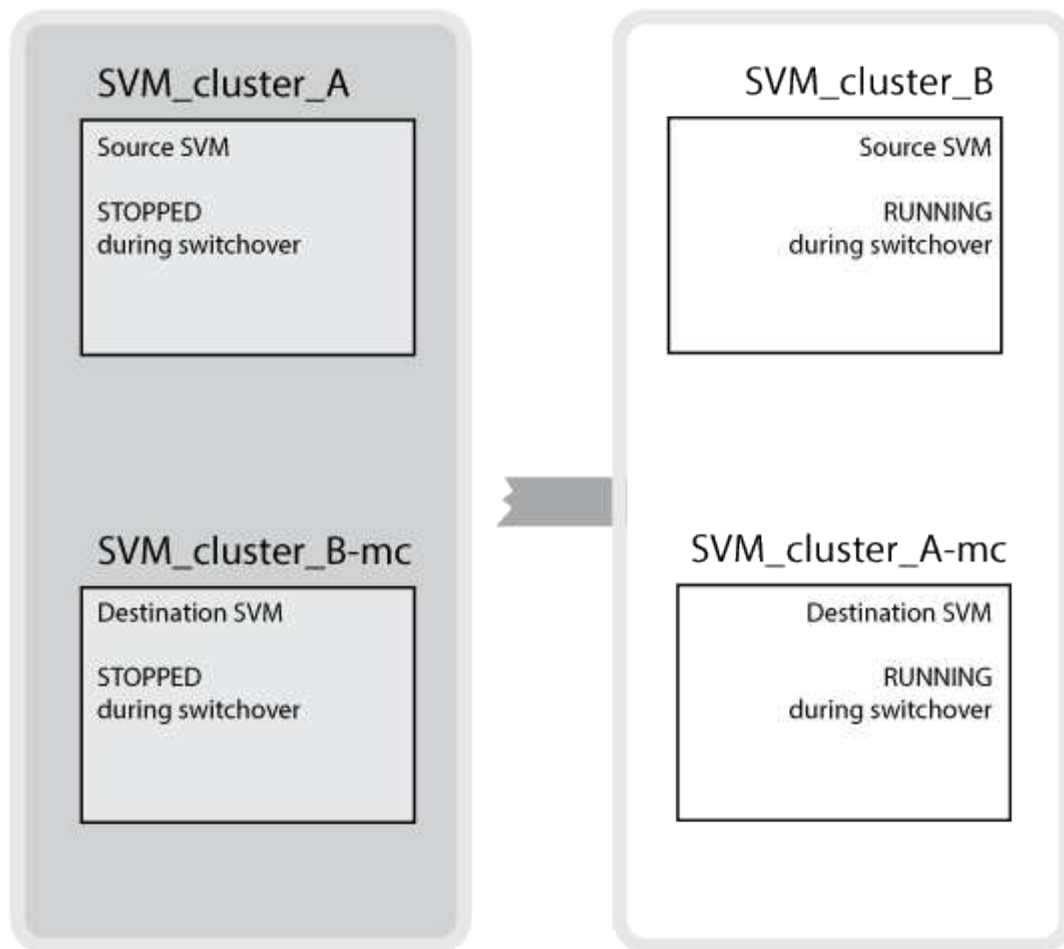 SVM_cluster_A
Source SVM
STOPPED
during switchover
SVM_cluster_B-mc
Destination SVM
STOPPED
during switchover
SVM_cluster_B
Source SVM
RUNNING
during switchover
SVM_cluster_A-mc
Destination SVM
RUNNING
during switchover